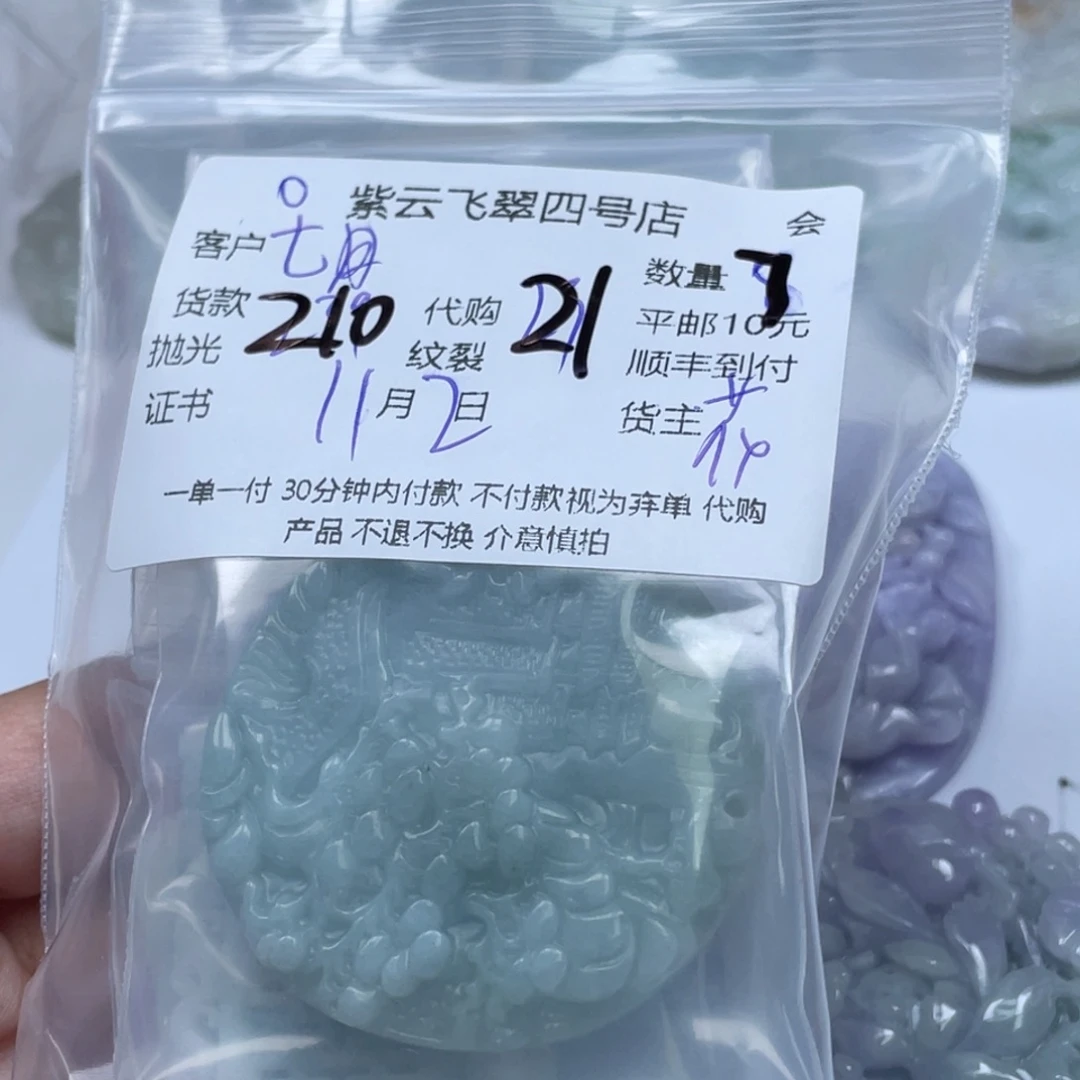 紫云飞翠四号店 会
客户 七月 数量
货款 210 代购 21 平邮10元
抛光 纹裂 顺丰到付
证书 11月2日 货主
一单一付 30分钟内付款 不付款视为弃单 代购
产品 不退不换 介意慎拍